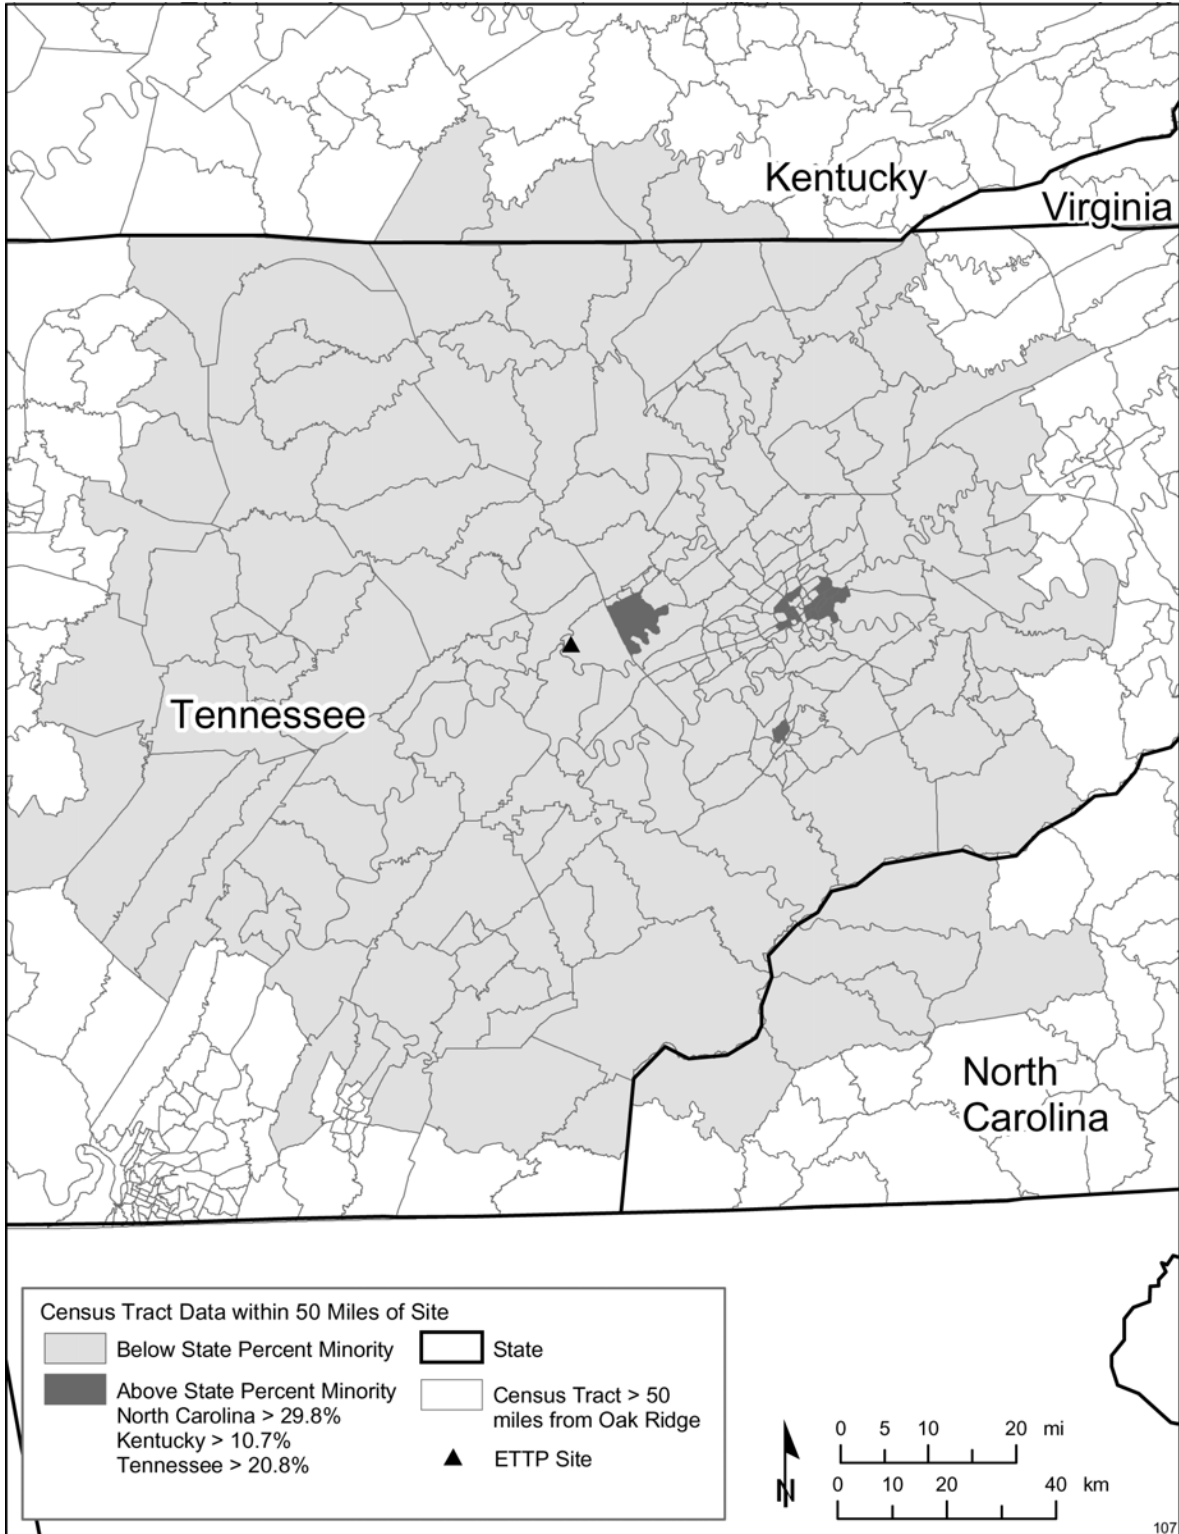 Kentucky
Virginia
Tennessee
North
Carolina
Census Tract Data within 50 Miles of Site
Below State Percent Minority
State
Above State Percent Minority
North Carolina > 29.8%
Kentucky > 10.7%
Tennessee > 20.8%
Census Tract > 50
miles from Oak Ridge
ETTP Site
N
0 5 10 20 mi
0 10 20 40 km
107